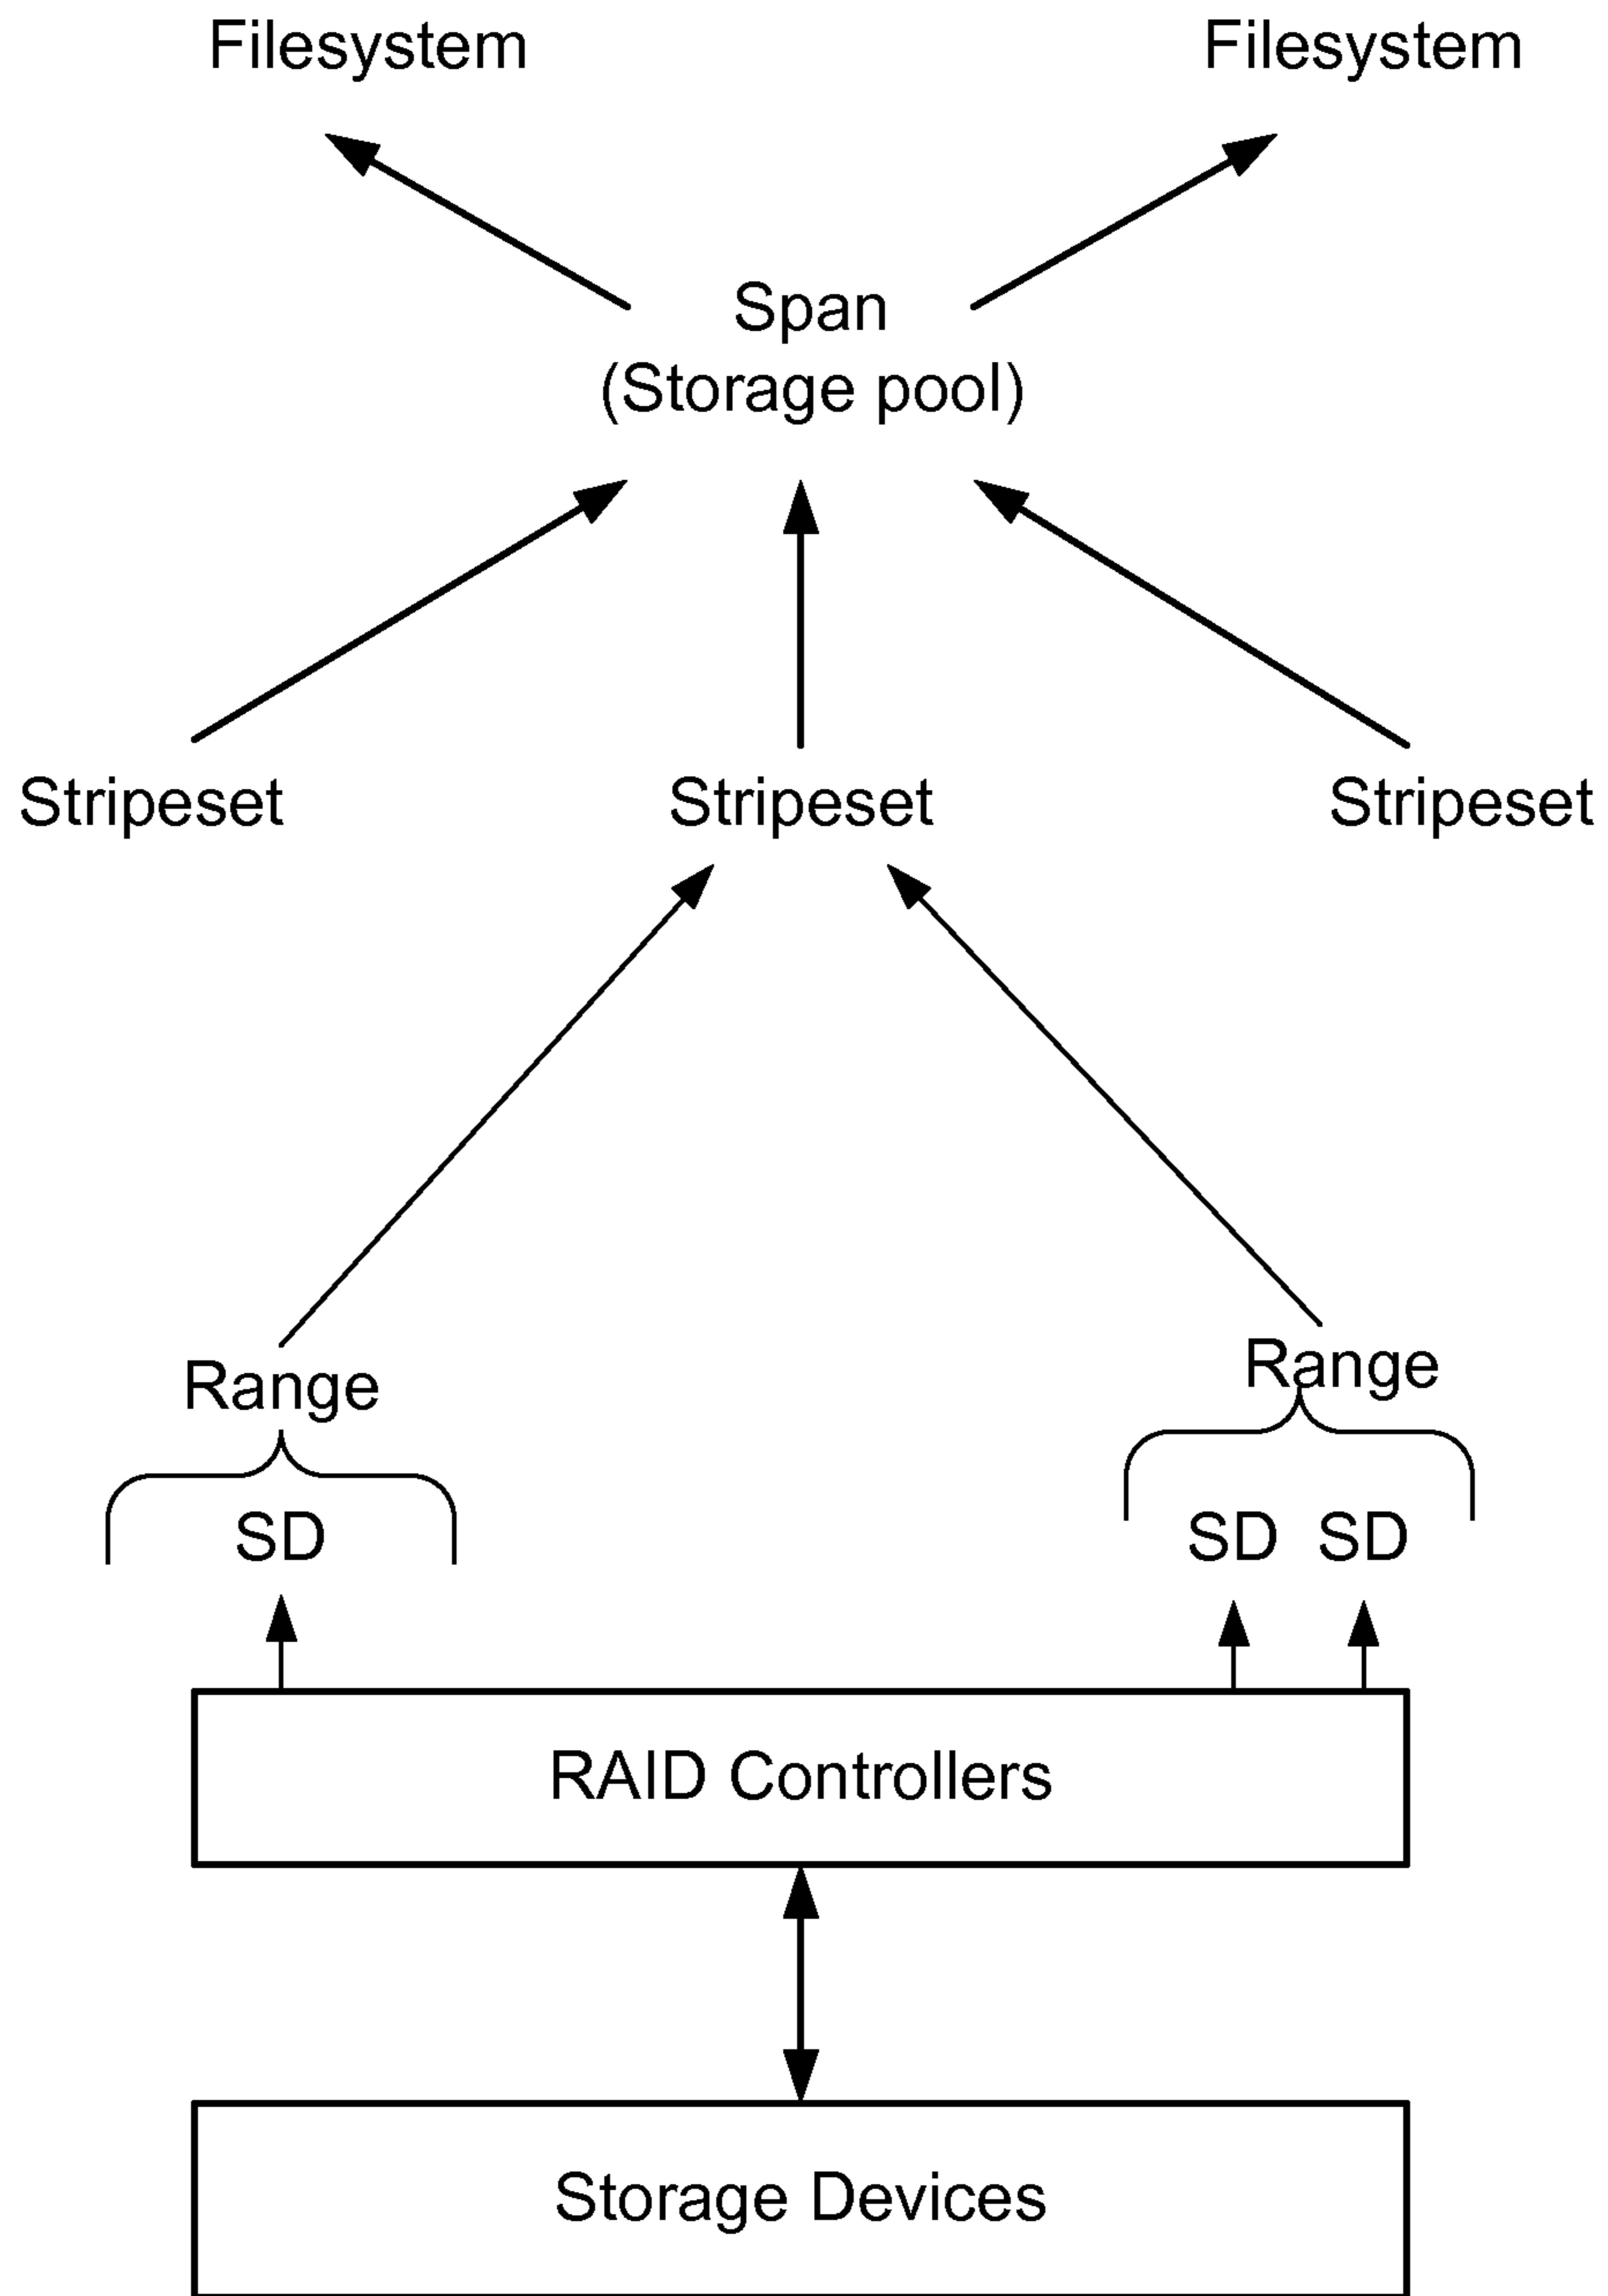 Filesystem
Filesystem
Span
(Storage pool)
Stripeset
Stripeset
Stripeset
Range
Range
SD
SD
SD
RAID Controllers
Storage Devices